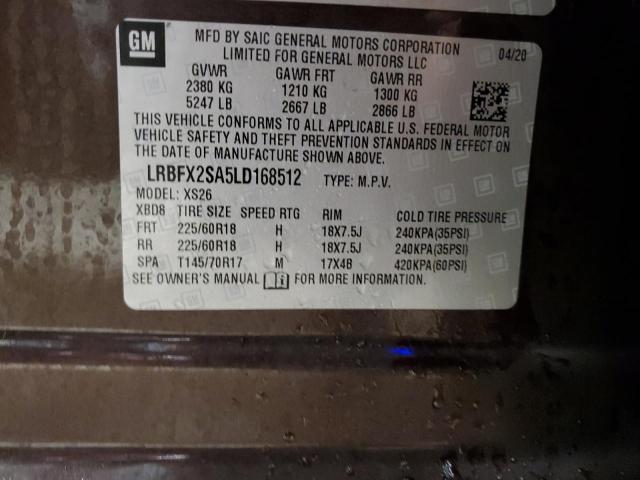 GM
MFD BY SAIC GENERAL MOTORS CORPORATION
LIMITED FOR GENERAL MOTORS LLC
04/20
GVWR GAWR FRT GAWR RR
2380 KG 1210 KG 1300 KG
5247 LB 2667 LB 2866 LB
THIS VEHICLE CONFORMS TO ALL APPLICABLE U.S. FEDERAL MOTOR
VEHICLE SAFETY AND THEFT PREVENTION STANDARDS IN EFFECT ON THE
DATE OF MANUFACTURE SHOWN ABOVE.
LRBFX2SA5LD168512 TYPE: M.P.V.
MODEL: XS26
XBD8 TIRE SIZE SPEED RTG RIM COLD TIRE PRESSURE
FRT 225/60R18 H 18X7.5J 240KPA(35PSI)
RR 225/60R18 H 18X7.5J 240KPA(35PSI)
SPA T145/70R17 M 17X4B 420KPA(60PSI)
SEE OWNER'S MANUAL FOR MORE INFORMATION.